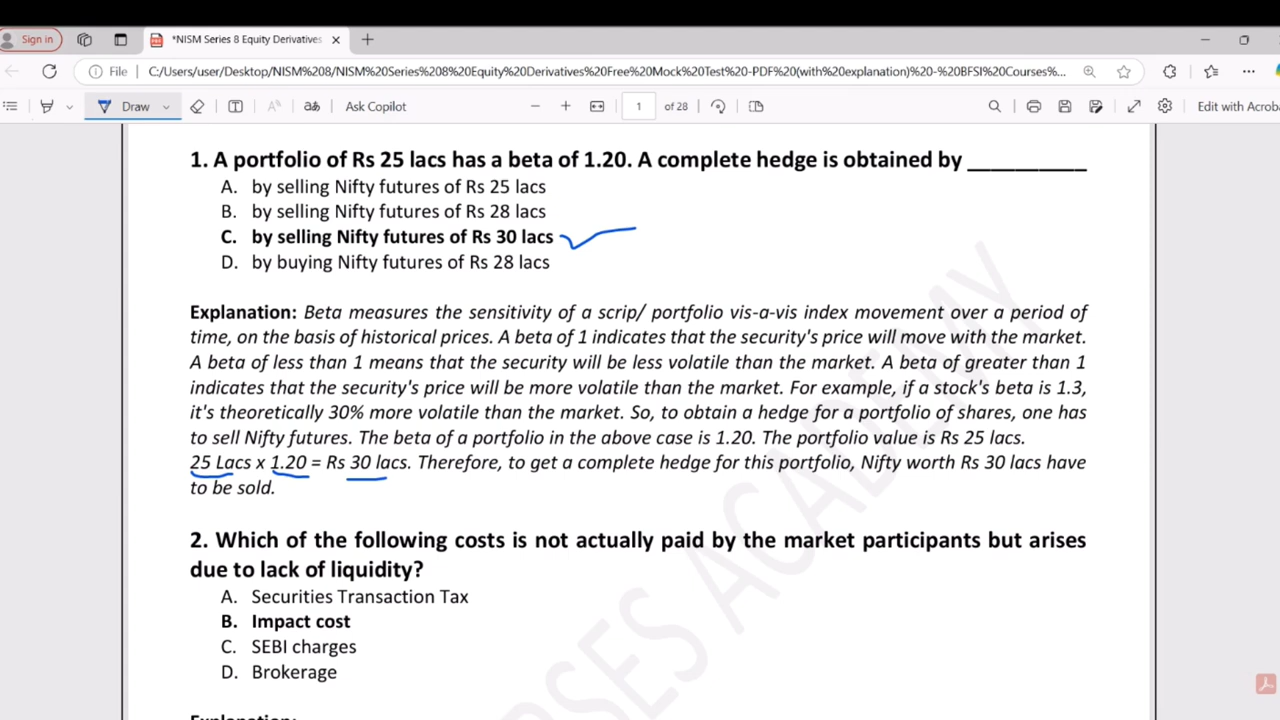 Sign in
*NISM Series 8 Equity Derivatives
File
C:/Users/user/Desktop/NISM%208/NISM%20Series%208%20Equity%20Derivatives%20Free%20Mock%20Test%20-PDF%20(with%20explanation)%20-%20BFSI%20Courses%...
Draw
Ask Copilot
1
of 28
Edit with Acroba
1. A portfolio of Rs 25 lacs has a beta of 1.20. A complete hedge is obtained by __________
A. by selling Nifty futures of Rs 25 lacs
B. by selling Nifty futures of Rs 28 lacs
C. by selling Nifty futures of Rs 30 lacs
D. by buying Nifty futures of Rs 28 lacs
Explanation: Beta measures the sensitivity of a scrip/ portfolio vis-a-vis index movement over a period of
time, on the basis of historical prices. A beta of 1 indicates that the security's price will move with the market.
A beta of less than 1 means that the security will be less volatile than the market. A beta of greater than 1
indicates that the security's price will be more volatile than the market. For example, if a stock's beta is 1.3,
it's theoretically 30% more volatile than the market. So, to obtain a hedge for a portfolio of shares, one has
to sell Nifty futures. The beta of a portfolio in the above case is 1.20. The portfolio value is Rs 25 lacs.
25 Lacs x 1.20 = Rs 30 lacs. Therefore, to get a complete hedge for this portfolio, Nifty worth Rs 30 lacs have
to be sold.
2. Which of the following costs is not actually paid by the market participants but arises
due to lack of liquidity?
A. Securities Transaction Tax
B. Impact cost
C. SEBI charges
D. Brokerage
Explanation:
COURSES ACADEMY